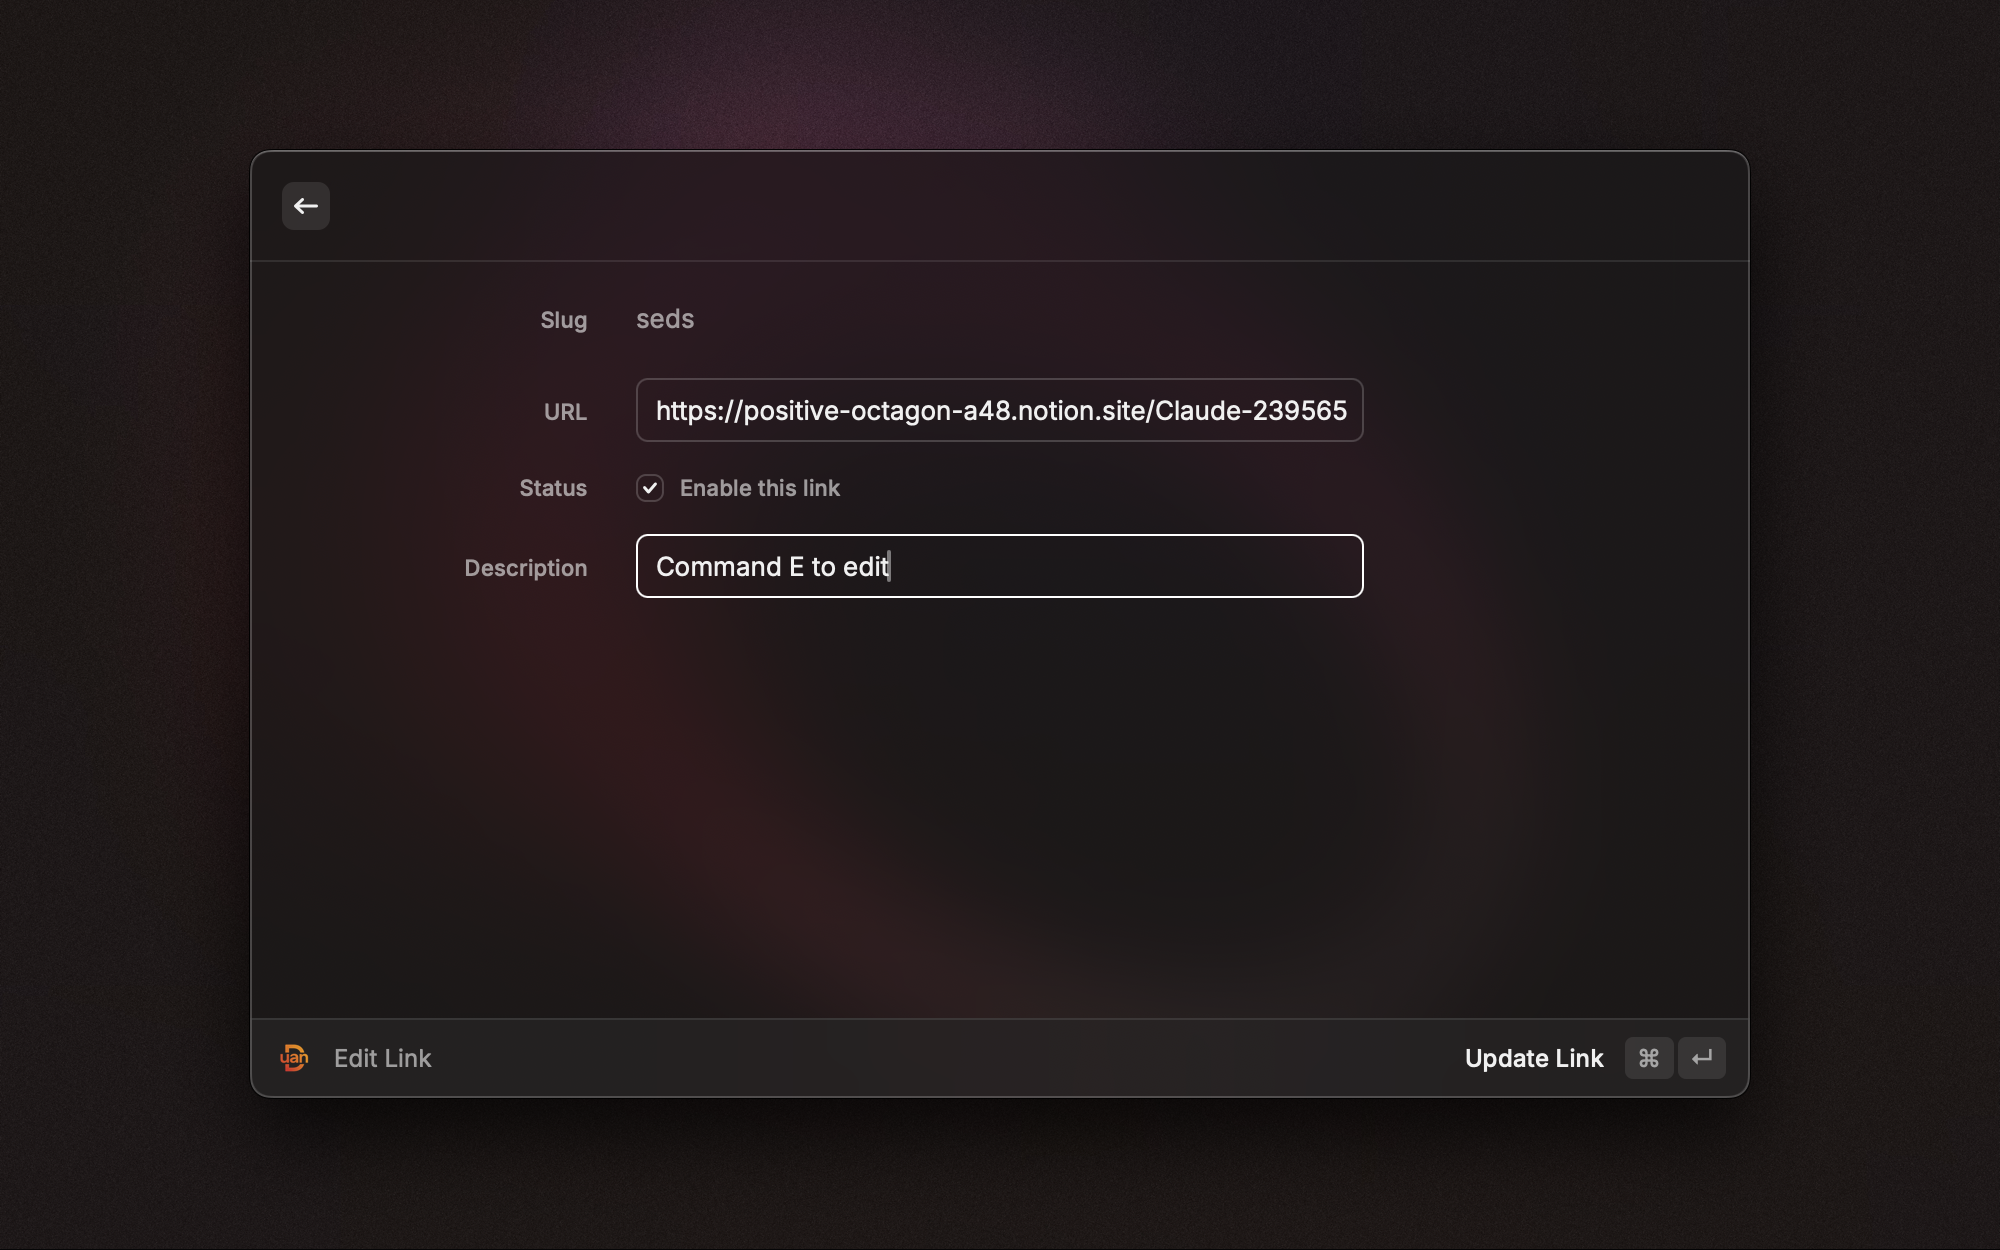 Slug seds
URL https://positive-octagon-a48.notion.site/Claude-239565
Status Enable this link
Description Command E to edit
Duan Edit Link Update Link ⌘ ↵